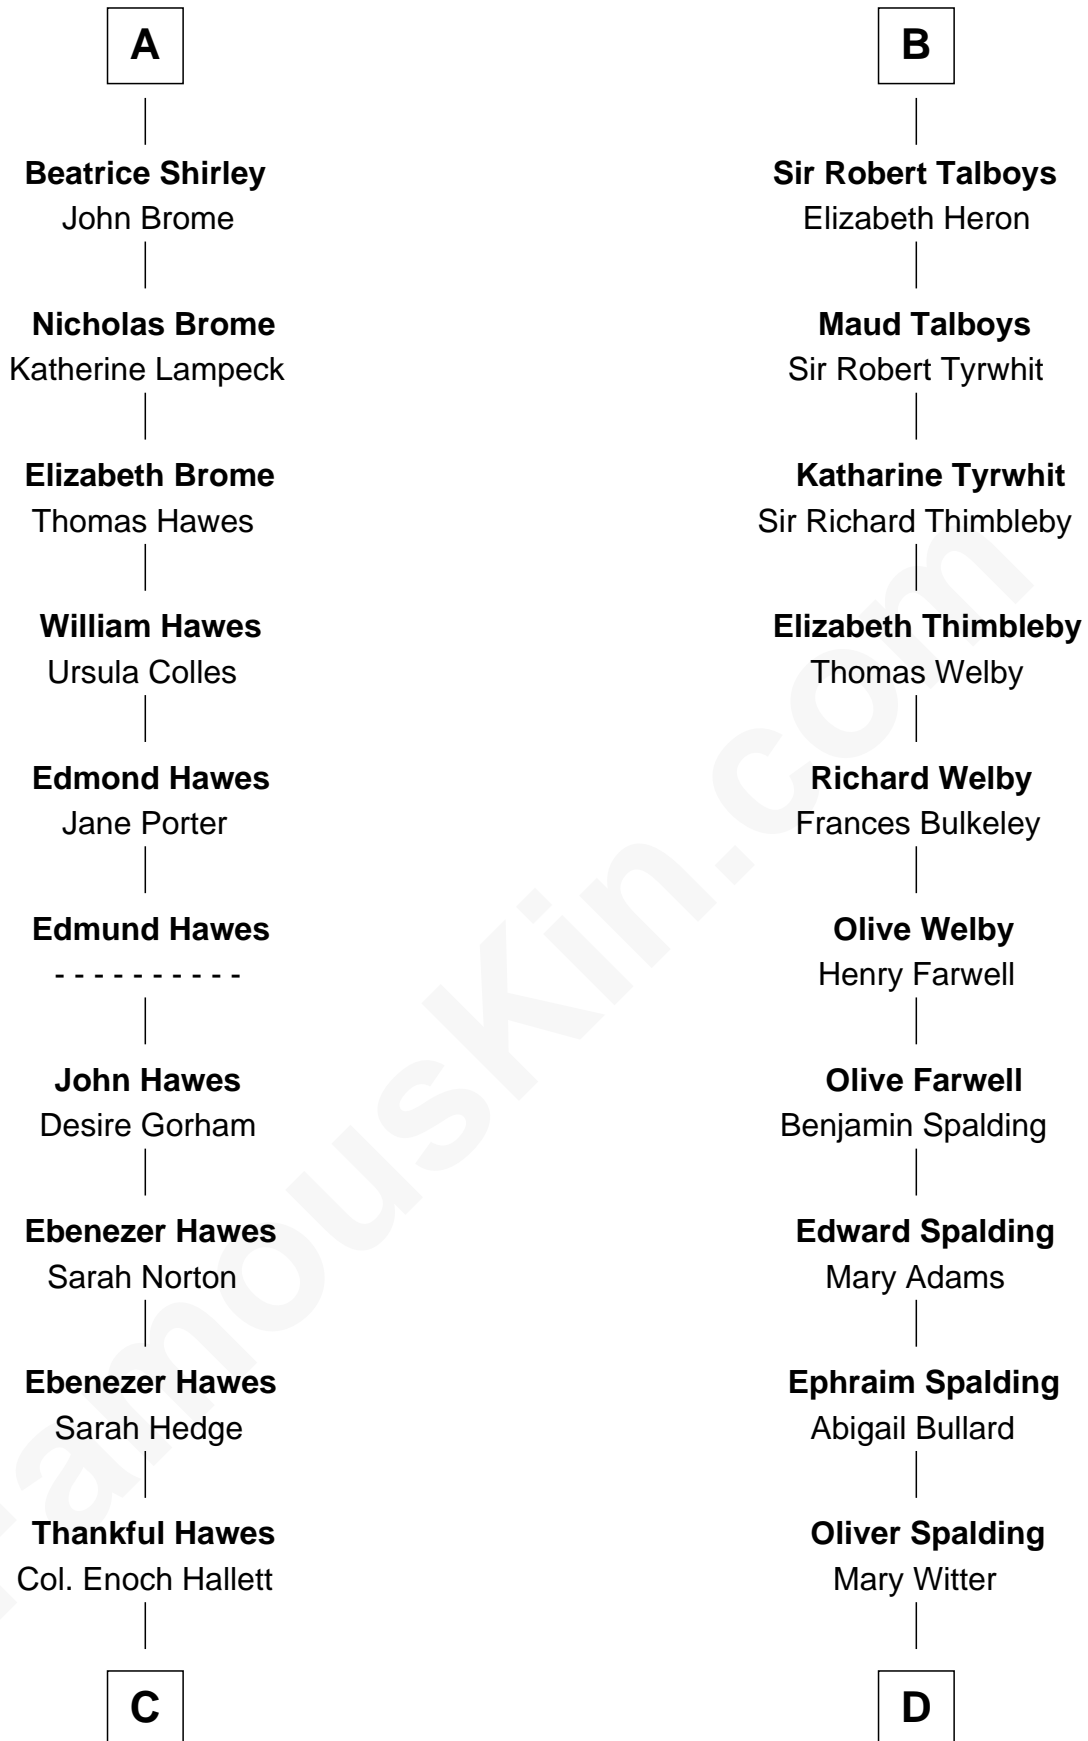 A
Beatrice Shirley
John Brome
Nicholas Brome
Katherine Lampeck
Elizabeth Brome
Thomas Hawes
William Hawes
Ursula Colles
Edmond Hawes
Jane Porter
Edmund Hawes
- - - - - - - - - -
John Hawes
Desire Gorham
Ebenezer Hawes
Sarah Norton
Ebenezer Hawes
Sarah Hedge
Thankful Hawes
Col. Enoch Hallett
C
B
Sir Robert Talboys
Elizabeth Heron
Maud Talboys
Sir Robert Tyrwhit
Katharine Tyrwhit
Sir Richard Thimbleby
Elizabeth Thimbleby
Thomas Welby
Richard Welby
Frances Bulkeley
Olive Welby
Henry Farwell
Olive Farwell
Benjamin Spalding
Edward Spalding
Mary Adams
Ephraim Spalding
Abigail Bullard
Oliver Spalding
Mary Witter
D
FamousKin.com